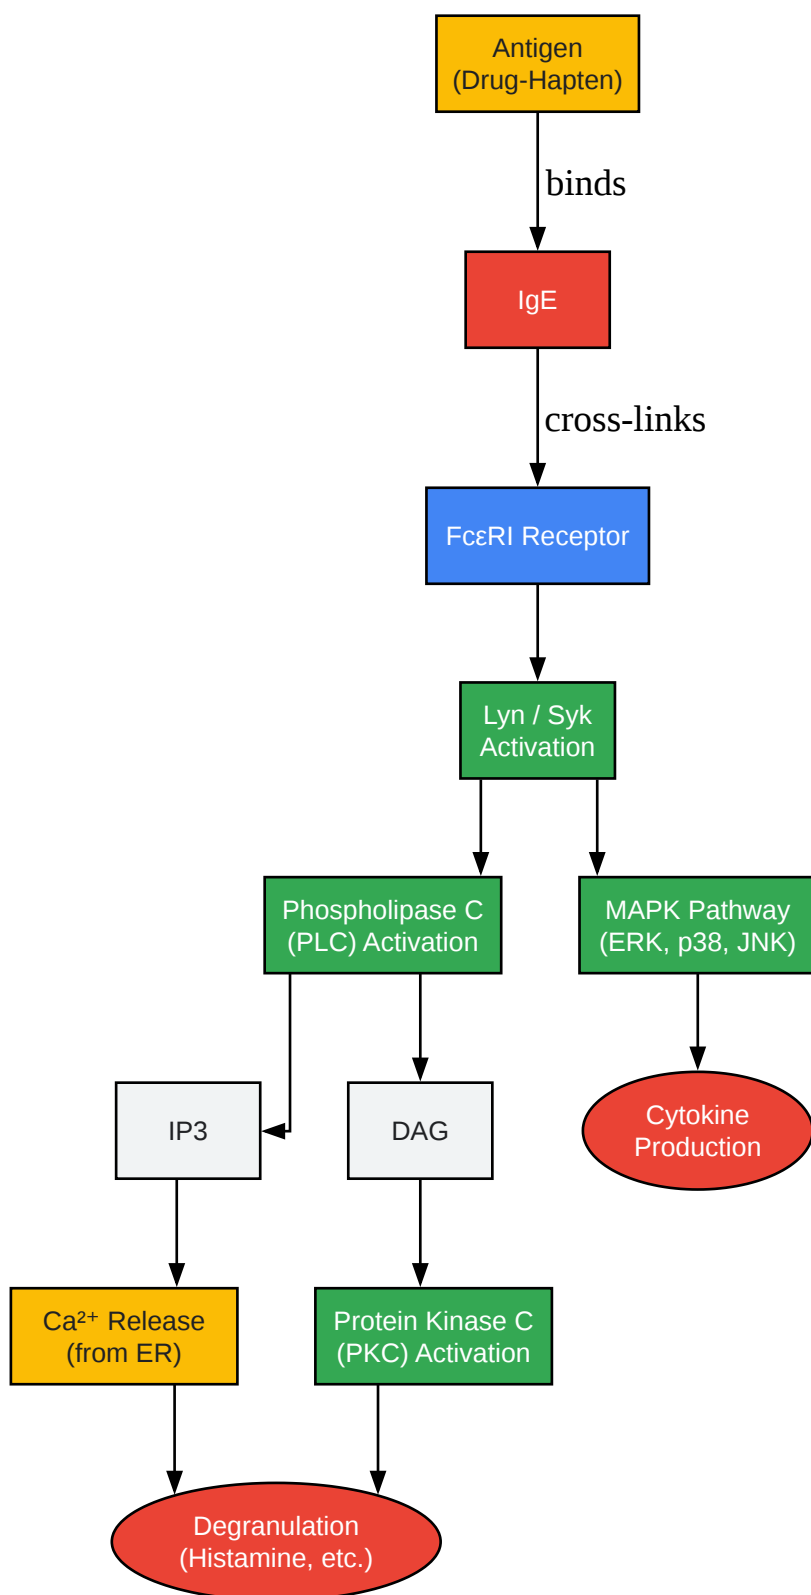 Antigen
(Drug-Hapten)
binds
IgE
cross-links
FcεRI Receptor
Lyn / Syk
Activation
Phospholipase C
(PLC) Activation
MAPK Pathway
(ERK, p38, JNK)
IP3
DAG
Cytokine
Production
Ca²⁺ Release
(from ER)
Protein Kinase C
(PKC) Activation
Degranulation
(Histamine, etc.)